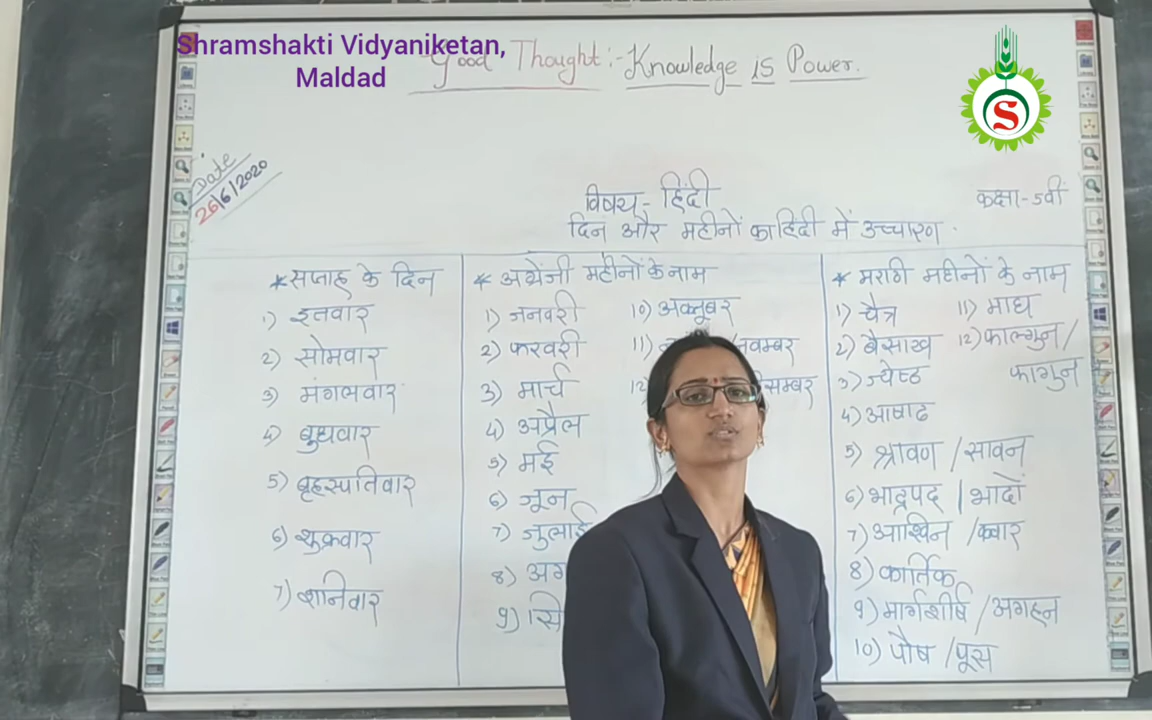 Shramshakti Vidyaniketan,
Maldad
Good Thought:- Knowledge is Power.
S
Date
26/6/2020
विषय - हिंदी
कक्षा - 5वीं
दिन और महीनों का हिंदी में उच्चारण.
* सप्ताह के दिन
1) इतवार
2) सोमवार
3) मंगलवार
4) बुधवार
5) बृहस्पतिवार
6) शुक्रवार
7) शनिवार
* अंग्रेजी महीनों के नाम
1) जनवरी
2) फरवरी
3) मार्च
4) अप्रैल
5) मई
6) जून
7) जुलाई
8) अग
9) सि
10) अक्तूबर
11) /नवम्बर
12) दिसम्बर
* मराठी महीनों के नाम
1) चैत्र
2) बैसाख
3) ज्येष्ठ
4) आषाढ
5) श्रावण / सावन
6) भाद्रपद / भादों
7) आश्विन / क्वार
8) कार्तिक
9) मार्गशीर्ष / अगहन
10) पौष / पूस
11) माघ
12) फाल्गुन /
फागुन